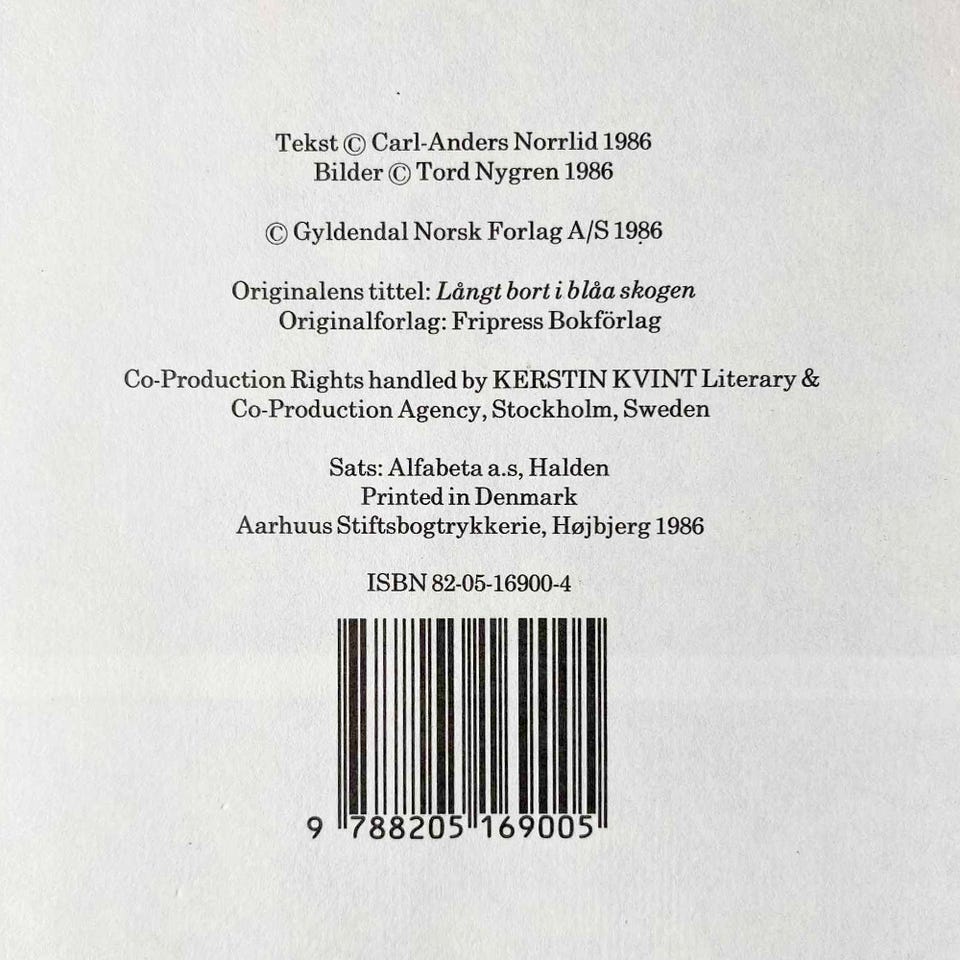 Tekst © Carl-Anders Norrlid 1986
Bilder © Tord Nygren 1986
© Gyldendal Norsk Forlag A/S 1986
Originalens tittel: Långt bort i blåa skogen
Originalforlag: Fripress Bokförlag
Co-Production Rights handled by KERSTIN KVINT Literary &
Co-Production Agency, Stockholm, Sweden
Sats: Alfabeta a.s, Halden
Printed in Denmark
Aarhuus Stiftsbogtrykkerie, Højbjerg 1986
ISBN 82-05-16900-4
9 788205 169005